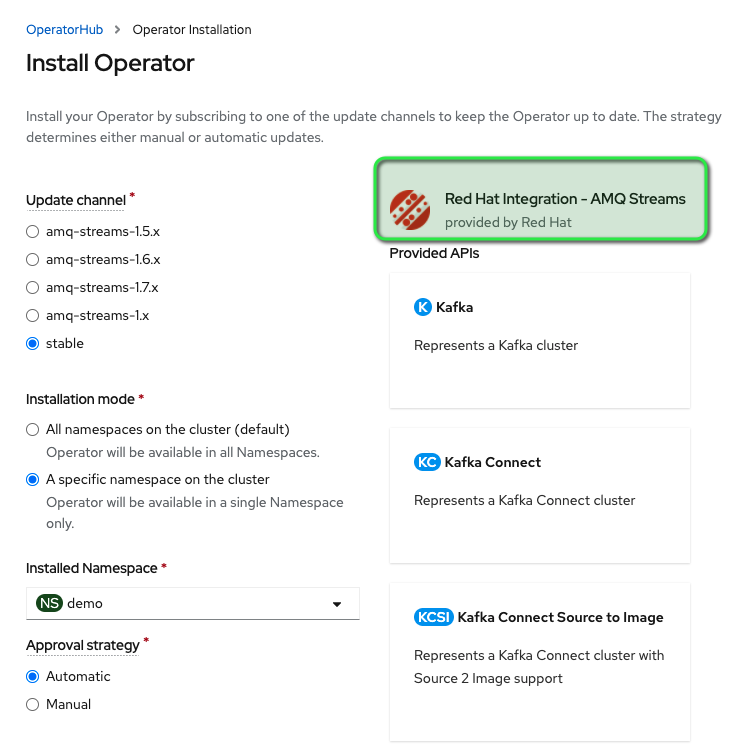 OperatorHub > Operator Installation
Install Operator
Install your Operator by subscribing to one of the update channels to keep the Operator up to date. The strategy
determines either manual or automatic updates.
Update channel *
amq-streams-1.5.x
amq-streams-1.6.x
amq-streams-1.7.x
amq-streams-1.x
stable
Installation mode *
All namespaces on the cluster (default)
Operator will be available in all Namespaces.
A specific namespace on the cluster
Operator will be available in a single Namespace
only.
Installed Namespace *
NS demo
Approval strategy *
Automatic
Manual
Red Hat Integration - AMQ Streams
provided by Red Hat
Provided APIs
K Kafka
Represents a Kafka cluster
KC Kafka Connect
Represents a Kafka Connect cluster
KCSI Kafka Connect Source to Image
Represents a Kafka Connect cluster with
Source 2 Image support